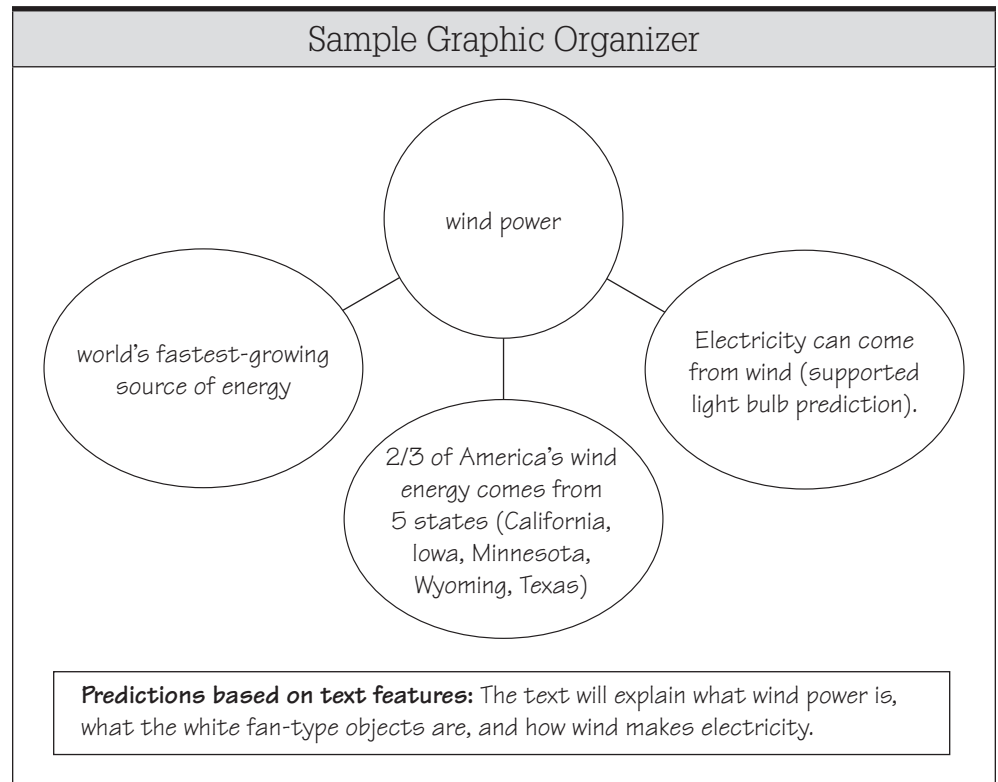 Sample Graphic Organizer
wind power
world's fastest-growing
source of energy
Electricity can come
from wind (supported
light bulb prediction).
2/3 of America's wind
energy comes from
5 states (California,
Iowa, Minnesota,
Wyoming, Texas)
Predictions based on text features: The text will explain what wind power is,
what the white fan-type objects are, and how wind makes electricity.